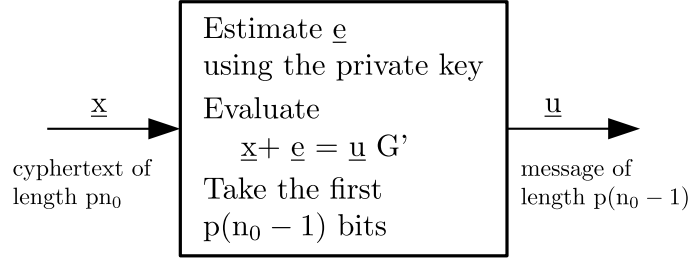 Estimate e
using the private key
Evaluate
x+ e = u G'
Take the first
p(n₀ − 1) bits
x
cyphertext of
length pn₀
u
message of
length p(n₀ − 1)